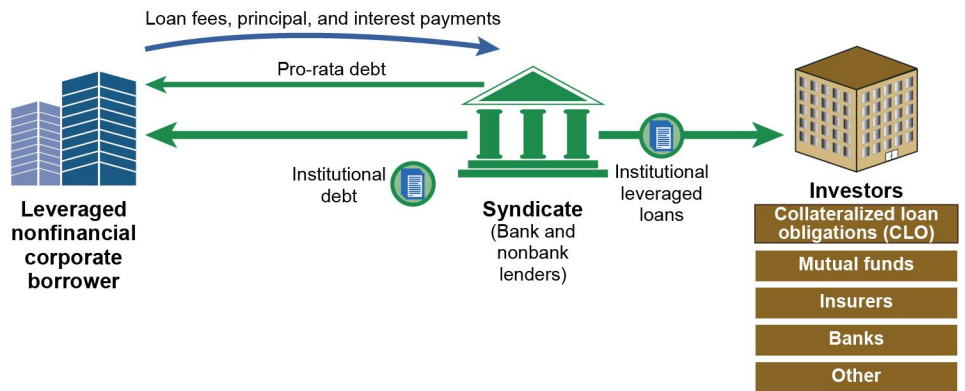 Loan fees, principal, and interest payments
Pro-rata debt
Institutional
debt
Institutional
leveraged
loans
Leveraged
nonfinancial
corporate
borrower
Syndicate
(Bank and
nonbank
lenders)
Investors
Collateralized loan
obligations (CLO)
Mutual funds
Insurers
Banks
Other